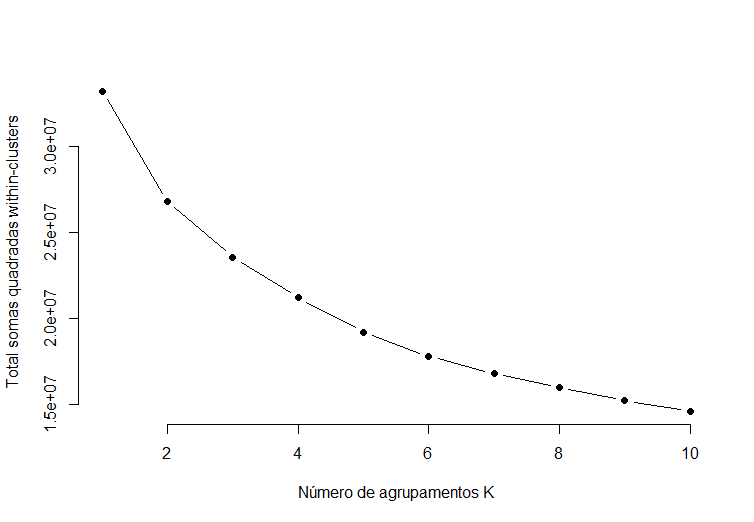 Total somas quadradas within-clusters
3.0e+07
2.5e+07
2.0e+07
1.5e+07
2 4 6 8 10
Número de agrupamentos K